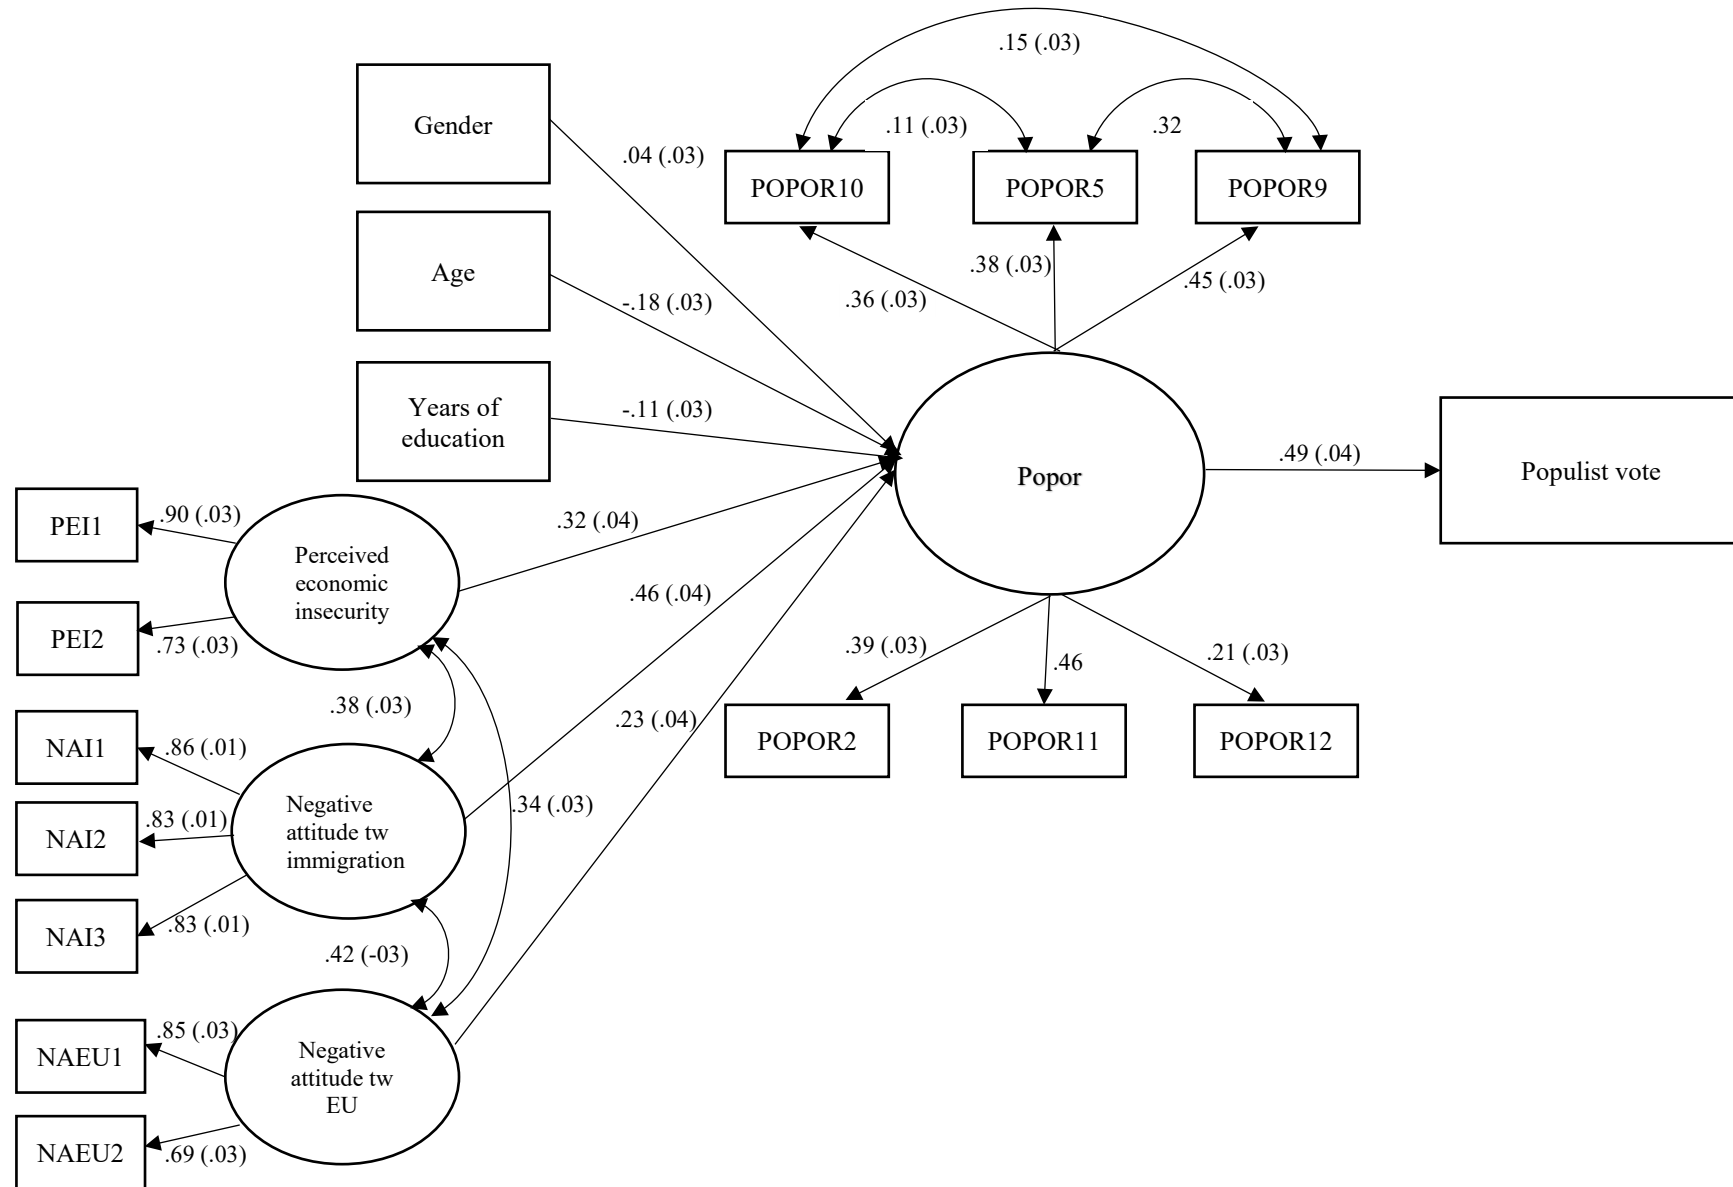 .15 (.03)
Gender
.11 (.03)
.32
.04 (.03)
POPOR10
POPOR5
POPOR9
Age
.38 (.03)
.45 (.03)
-.18 (.03)
.36 (.03)
Years of
education
-.11 (.03)
.49 (.04)
Populist vote
Popor
PEI1
.90 (.03)
.32 (.04)
Perceived
economic
insecurity
.46 (.04)
PEI2
.73 (.03)
.39 (.03)
.46
.21 (.03)
.38 (.03)
.23 (.04)
NAI1
.86 (.01)
POPOR2
POPOR11
POPOR12
Negative
attitude tw
immigration
.34 (.03)
NAI2
.83 (.01)
NAI3
.83 (.01)
.42 (-03)
NAEU1
.85 (.03)
Negative
attitude tw
EU
NAEU2
.69 (.03)